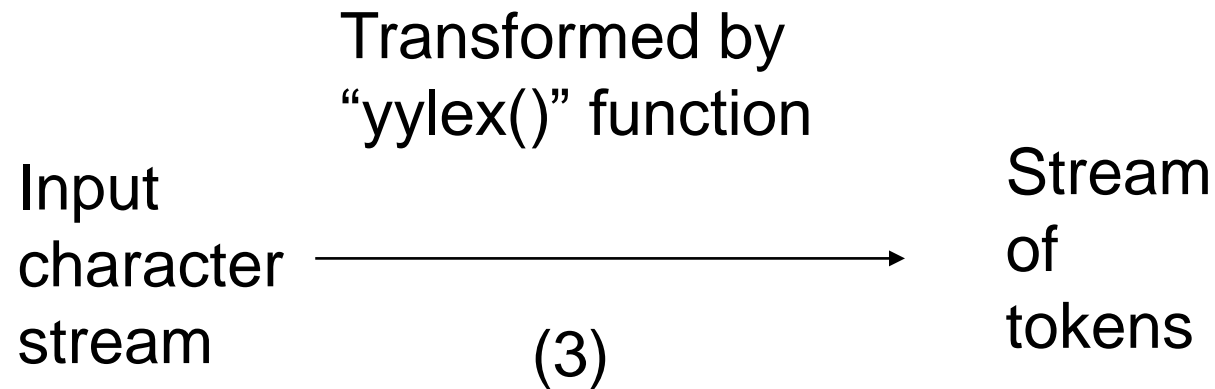 Transformed by
“yylex()” function
Input
character
stream
(3)
Stream
of
tokens